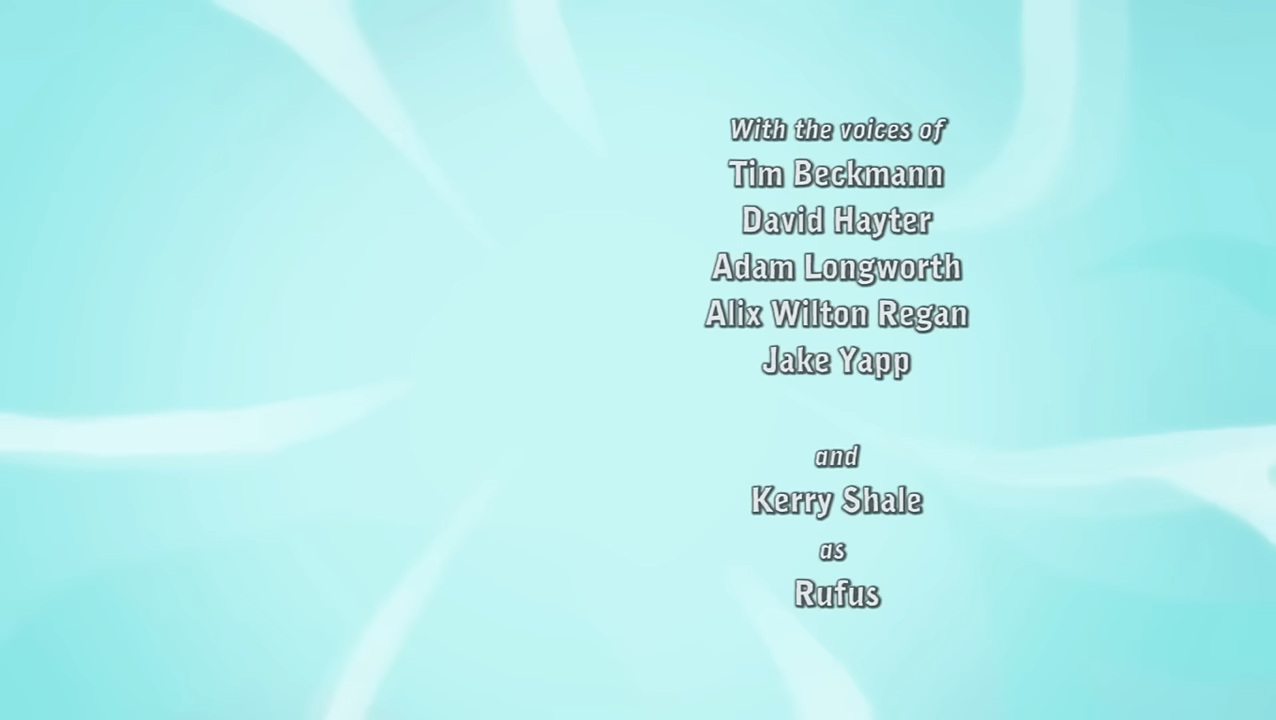 With the voices of
Tim Beckmann
David Hayter
Adam Longworth
Alix Wilton Regan
Jake Yapp
and
Kerry Shale
as
Rufus